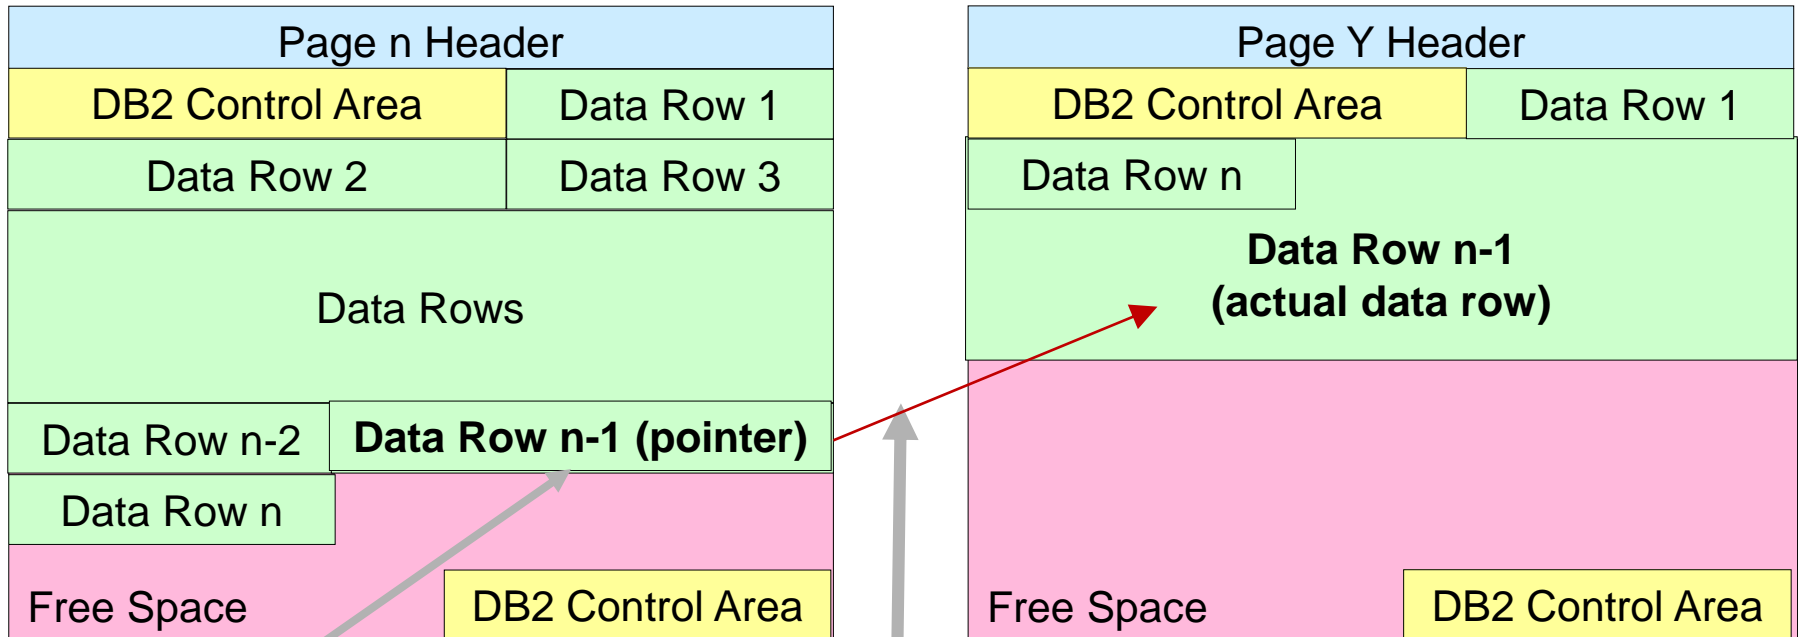 Page n Header
DB2 Control Area
Data Row 1
Data Row 2
Data Row 3
Data Rows
Data Row n-2
Data Row n-1 (pointer)
Data Row n
Free Space
DB2 Control Area
Page Y Header
DB2 Control Area
Data Row 1
Data Row n
Data Row n-1
(actual data row)
Free Space
DB2 Control Area